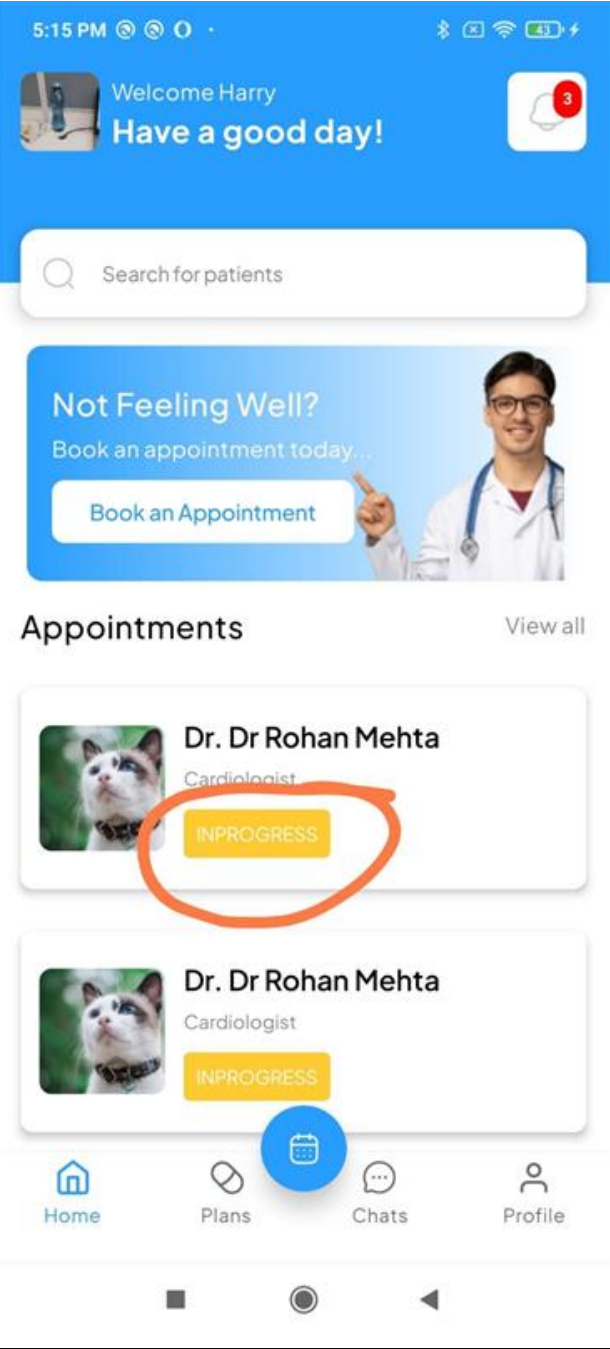 5:15 PM
43
Welcome Harry
Have a good day!
3
Search for patients
Not Feeling Well?
Book an appointment today...
Book an Appointment
Appointments
View all
Dr. Dr Rohan Mehta
Cardiologist
INPROGRESS
Dr. Dr Rohan Mehta
Cardiologist
INPROGRESS
Home
Plans
Chats
Profile